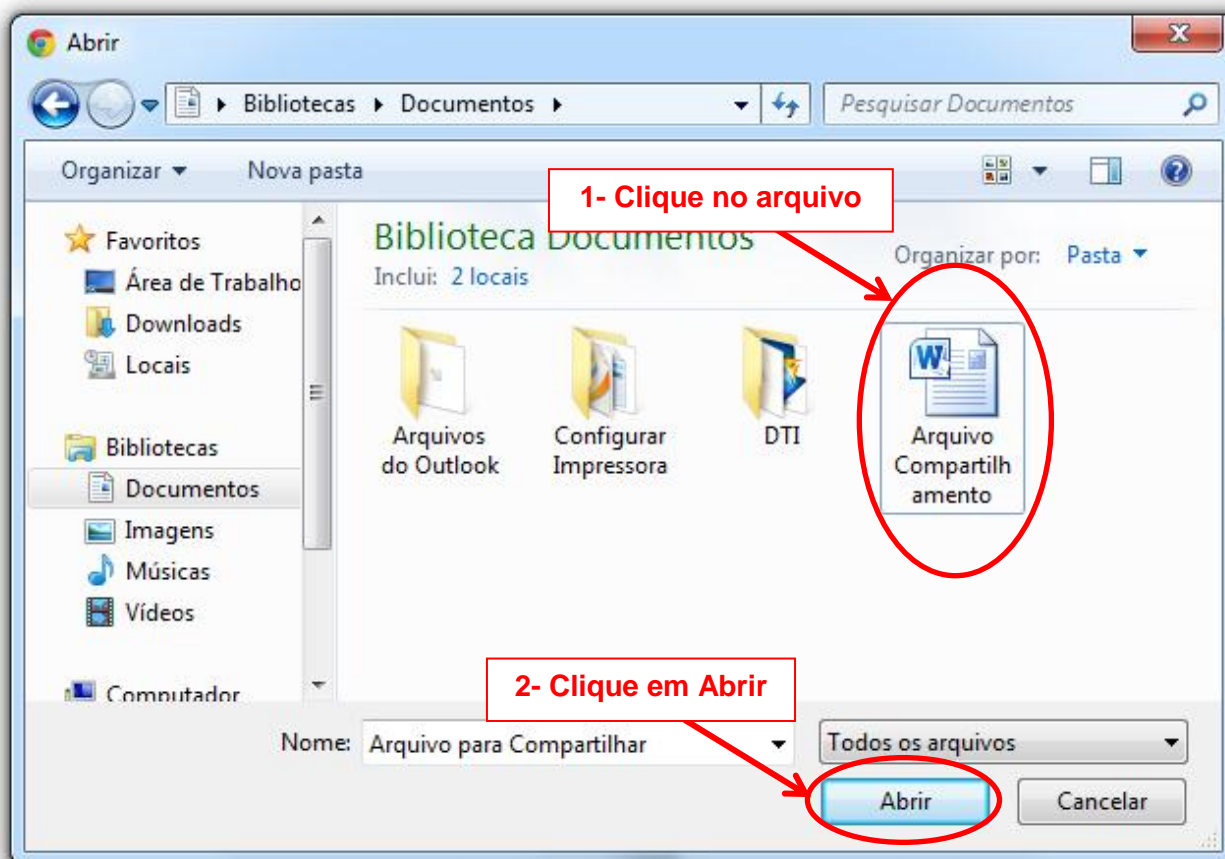 Abrir
Bibliotecas Documentos
Pesquisar Documentos
Organizar
Nova pasta
1- Clique no arquivo
Favoritos
Área de Trabalho
Downloads
Locais
Bibliotecas
Documentos
Imagens
Músicas
Vídeos
Computador
Biblioteca Documentos
Inclui: 2 locais
Organizar por: Pasta
Arquivos
do Outlook
Configurar
Impressora
DTI
Arquivo
Compartilh
amento
2- Clique em Abrir
Nome: Arquivo para Compartilhar
Todos os arquivos
Abrir
Cancelar